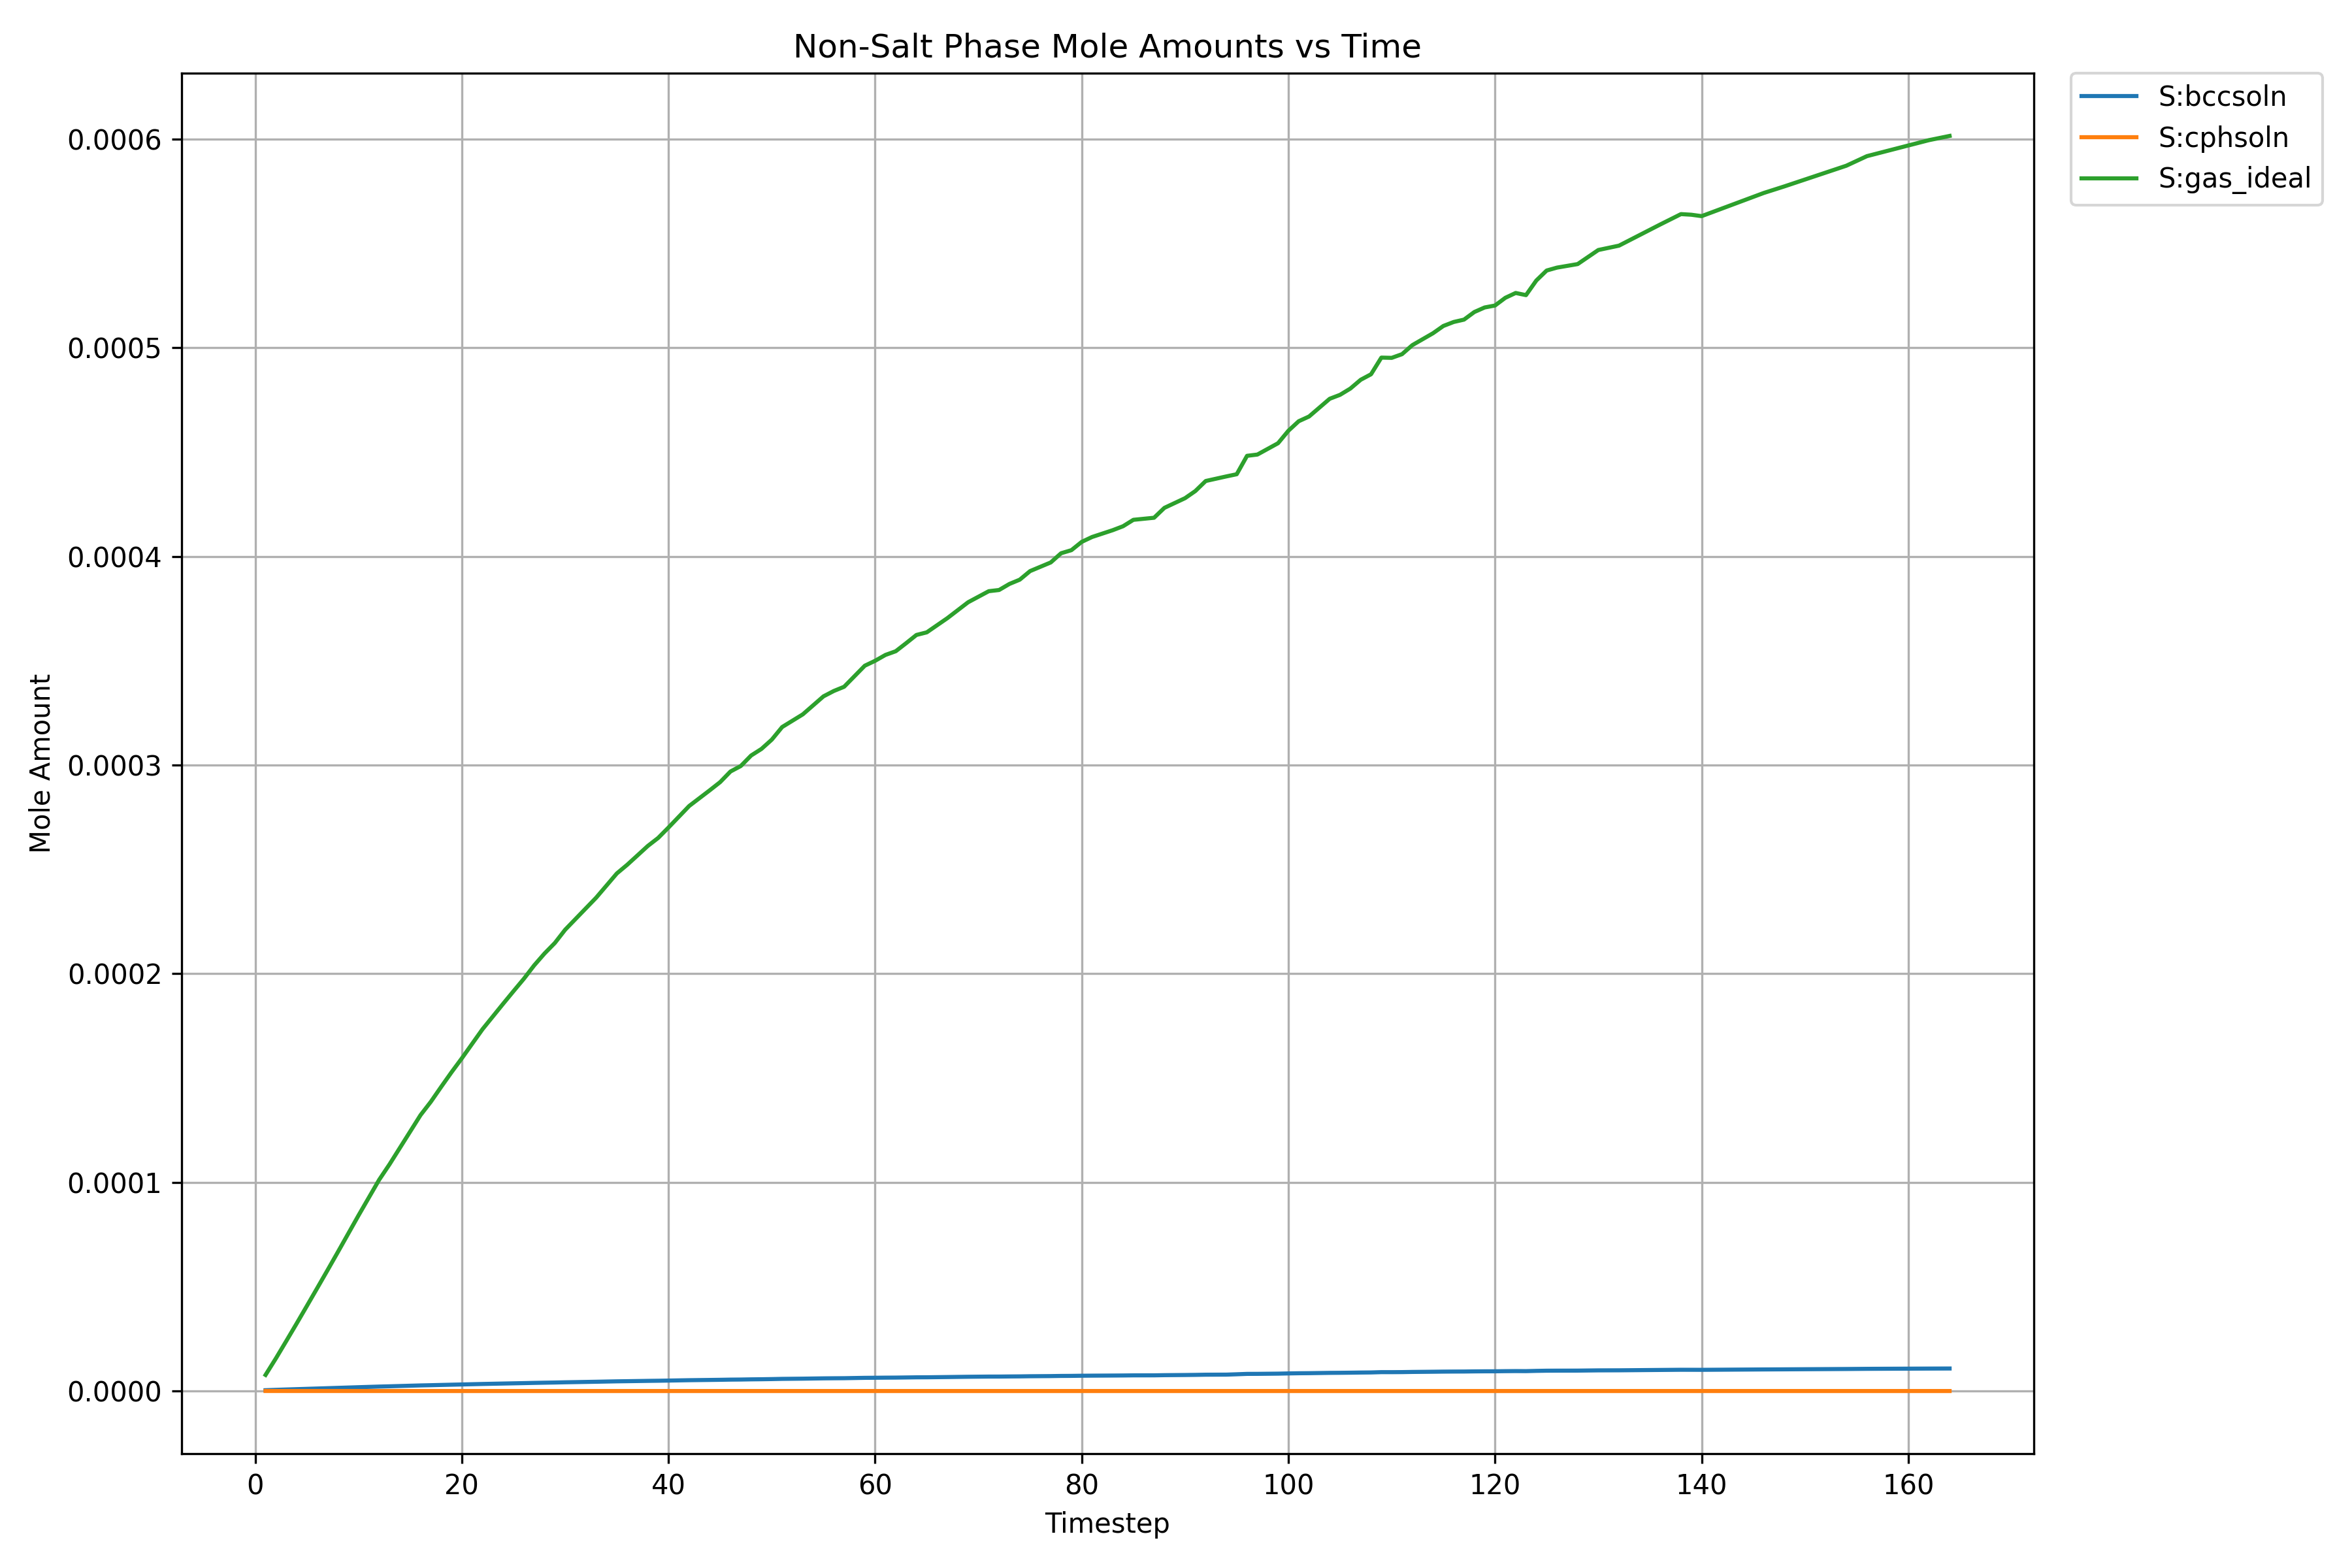 Non-Salt Phase Mole Amounts vs Time
S:bccsoln
S:cphsoln
S:gas_ideal
Mole Amount
0.0006
0.0005
0.0004
0.0003
0.0002
0.0001
0.0000
0 20 40 60 80 100 120 140 160
Timestep